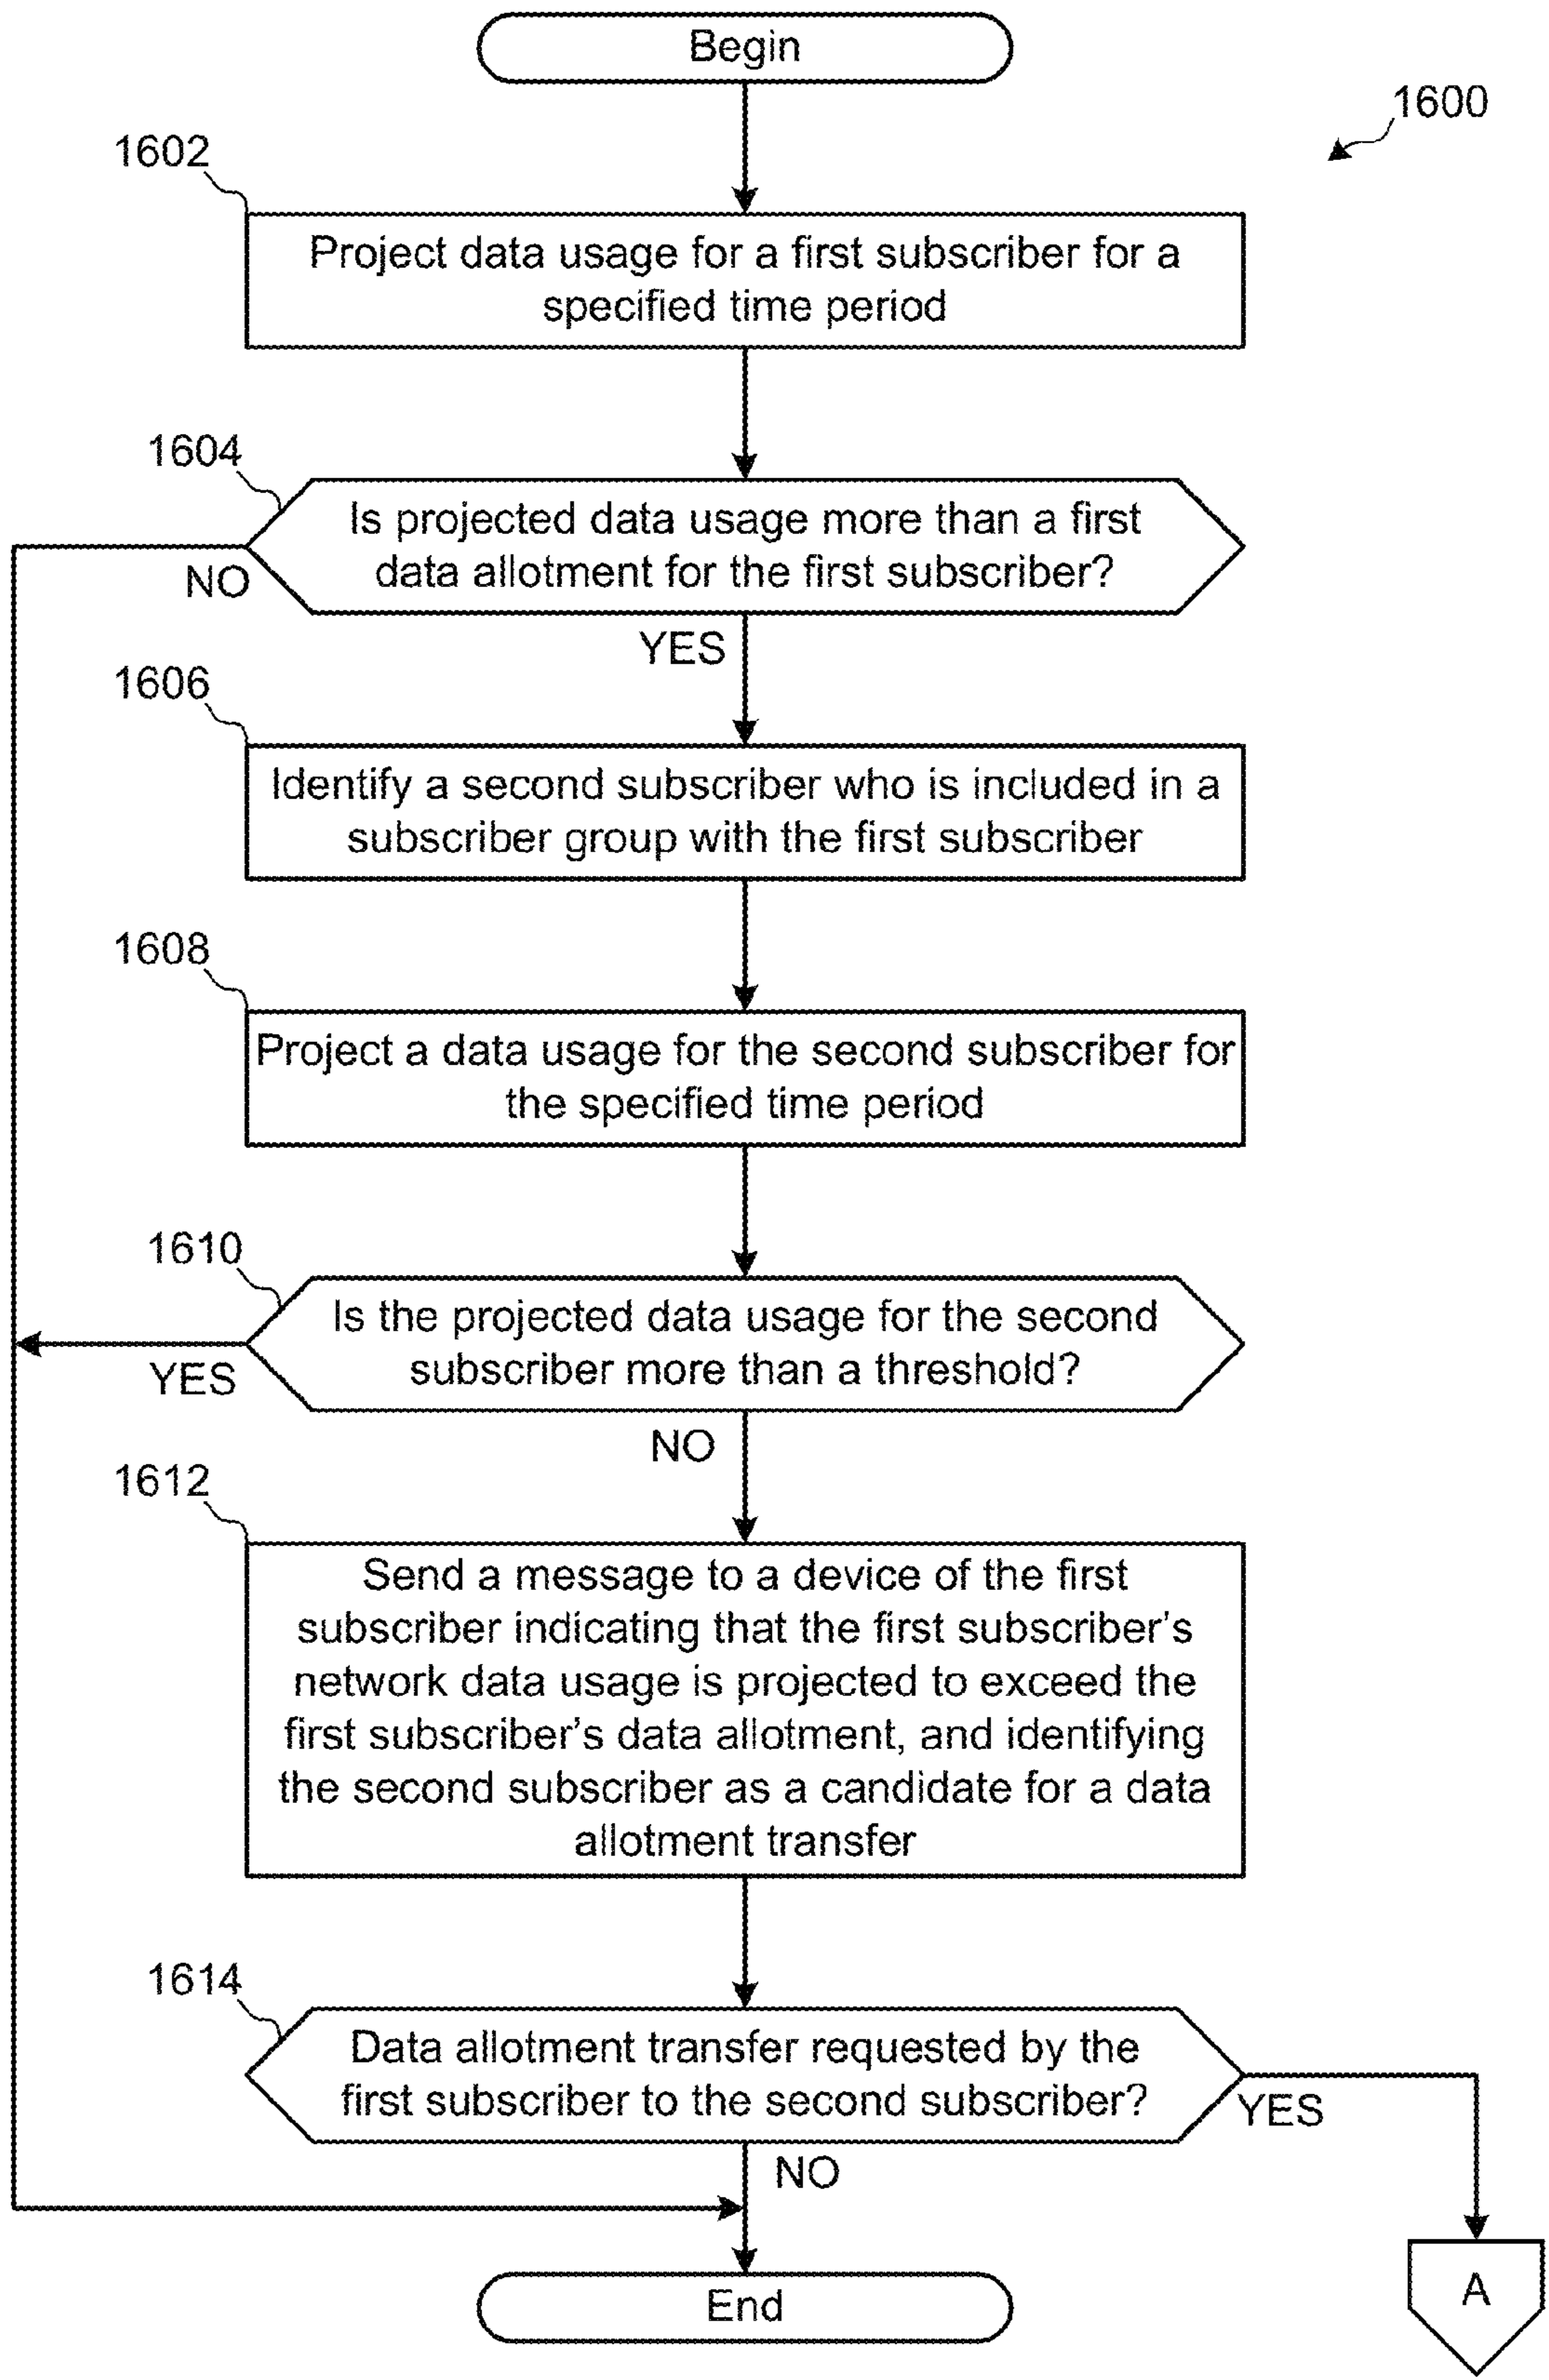 Begin
1600
1602
Project data usage for a first subscriber for a
specified time period
1604
Is projected data usage more than a first
data allotment for the first subscriber?
NO
YES
1606
Identify a second subscriber who is included in a
subscriber group with the first subscriber
1608
Project a data usage for the second subscriber for
the specified time period
1610
Is the projected data usage for the second
subscriber more than a threshold?
YES
NO
1612
Send a message to a device of the first
subscriber indicating that the first subscriber's
network data usage is projected to exceed the
first subscriber's data allotment, and identifying
the second subscriber as a candidate for a data
allotment transfer
1614
Data allotment transfer requested by the
first subscriber to the second subscriber?
YES
NO
End
A